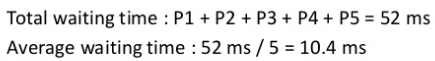 Total waiting time : P1 + P2 + P3 + P4 + P5 = 52 ms
Average waiting time : 52 ms / 5 = 10.4 ms